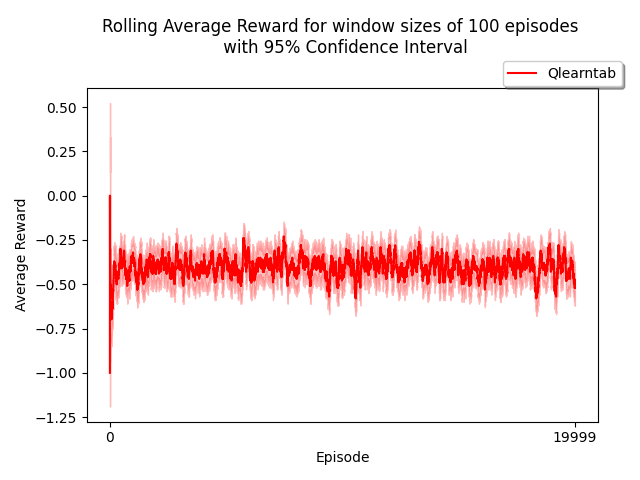 Rolling Average Reward for window sizes of 100 episodes
with 95% Confidence Interval
Qlearntab
0.50
0.25
0.00
−0.25
−0.50
−0.75
−1.00
−1.25
Average Reward
0
19999
Episode